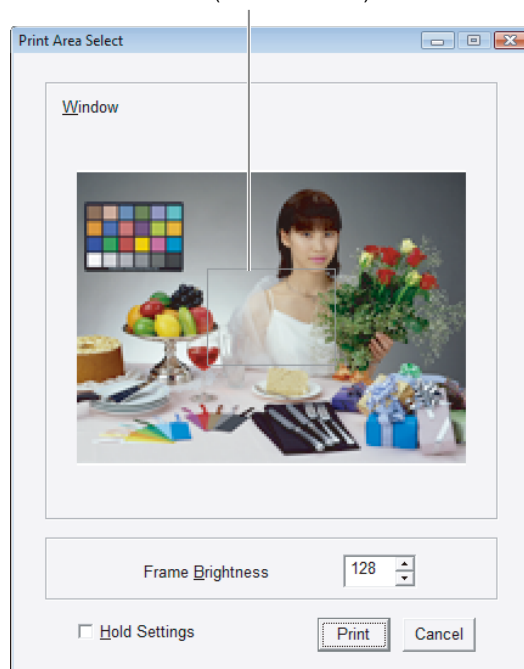 Print Area Select
Window
Frame Brightness
128
Hold Settings
Print
Cancel